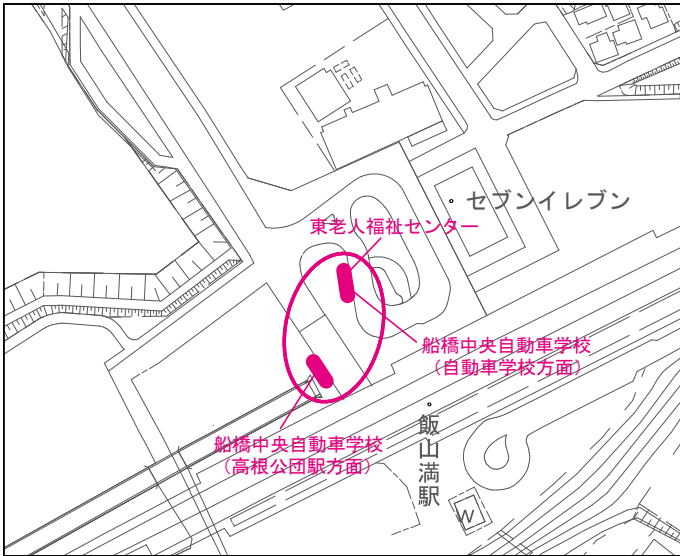 セブンイレブン
東老人福祉センター
船橋中央自動車学校
（自動車学校方面）
船橋中央自動車学校
（高根公団駅方面）
飯山満駅
W